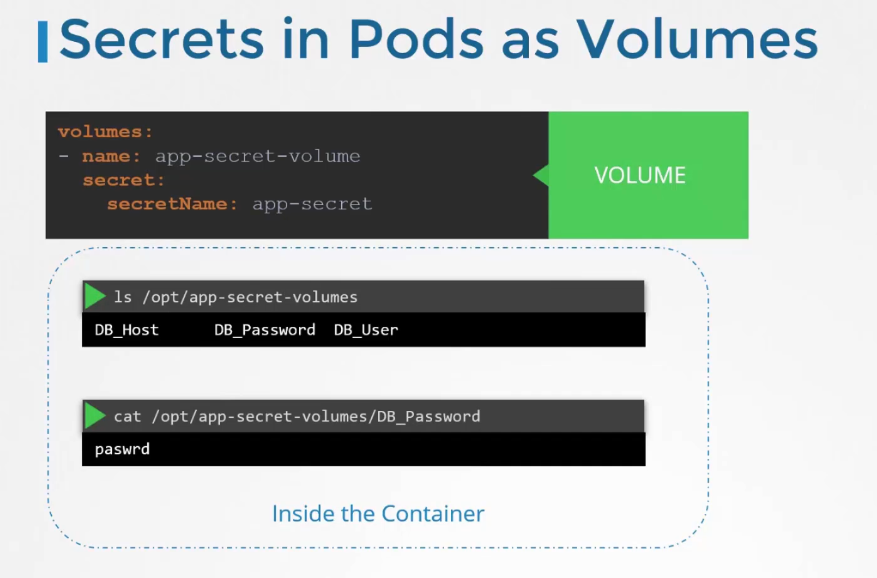 Secrets in Pods as Volumes
volumes:
- name: app-secret-volume
secret:
secretName: app-secret
VOLUME
ls /opt/app-secret-volumes
DB_Host DB_Password DB_User
cat /opt/app-secret-volumes/DB_Password
paswrd
Inside the Container